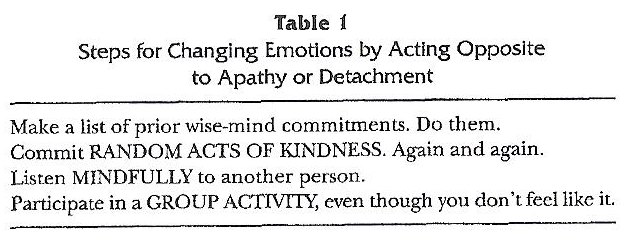 Table 1
Steps for Changing Emotions by Acting Opposite
to Apathy or Detachment
Make a list of prior wise-mind commitments. Do them.
Commit RANDOM ACTS OF KINDNESS. Again and again.
Listen MINDFULLY to another person.
Participate in a GROUP ACTIVITY, even though you don't feel like it.